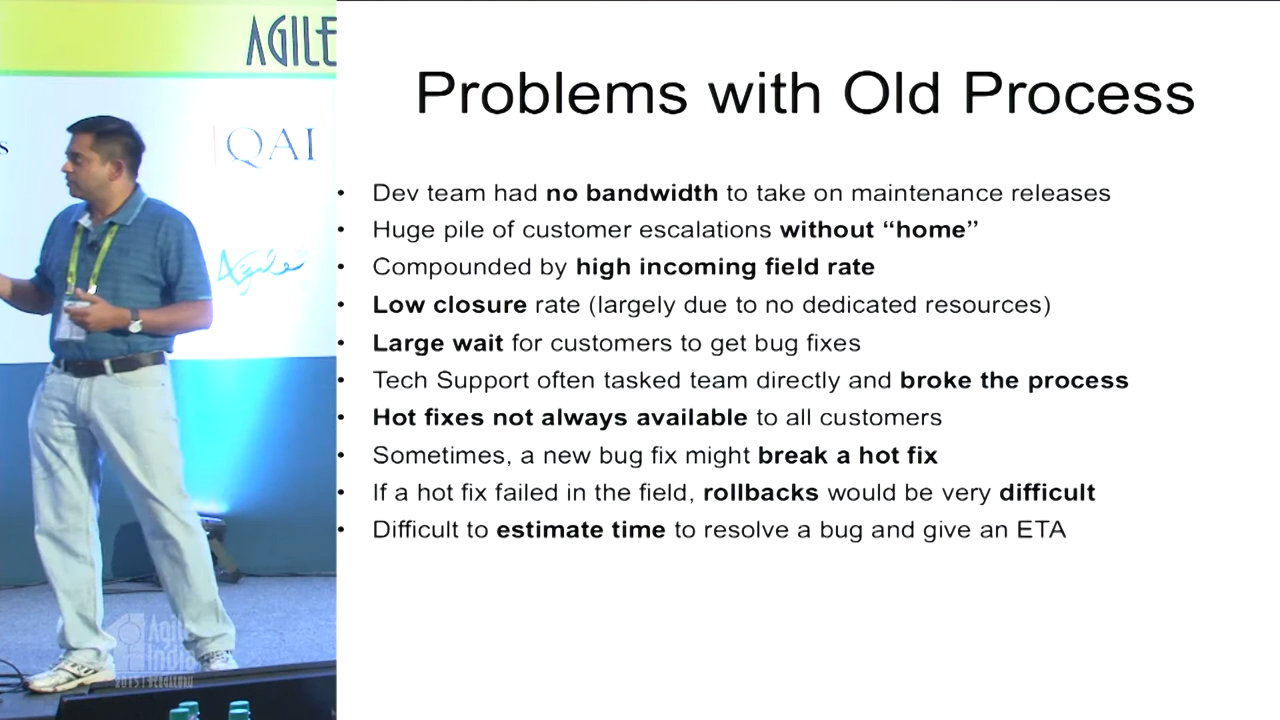 AGILE
Problems with Old Process
s
QAI
• Dev team had no bandwidth to take on maintenance releases
• Huge pile of customer escalations without “home”
Agile
• Compounded by high incoming field rate
• Low closure rate (largely due to no dedicated resources)
• Large wait for customers to get bug fixes
• Tech Support often tasked team directly and broke the process
• Hot fixes not always available to all customers
• Sometimes, a new bug fix might break a hot fix
• If a hot fix failed in the field, rollbacks would be very difficult
• Difficult to estimate time to resolve a bug and give an ETA
Agile
India
2015 | BENGALURU